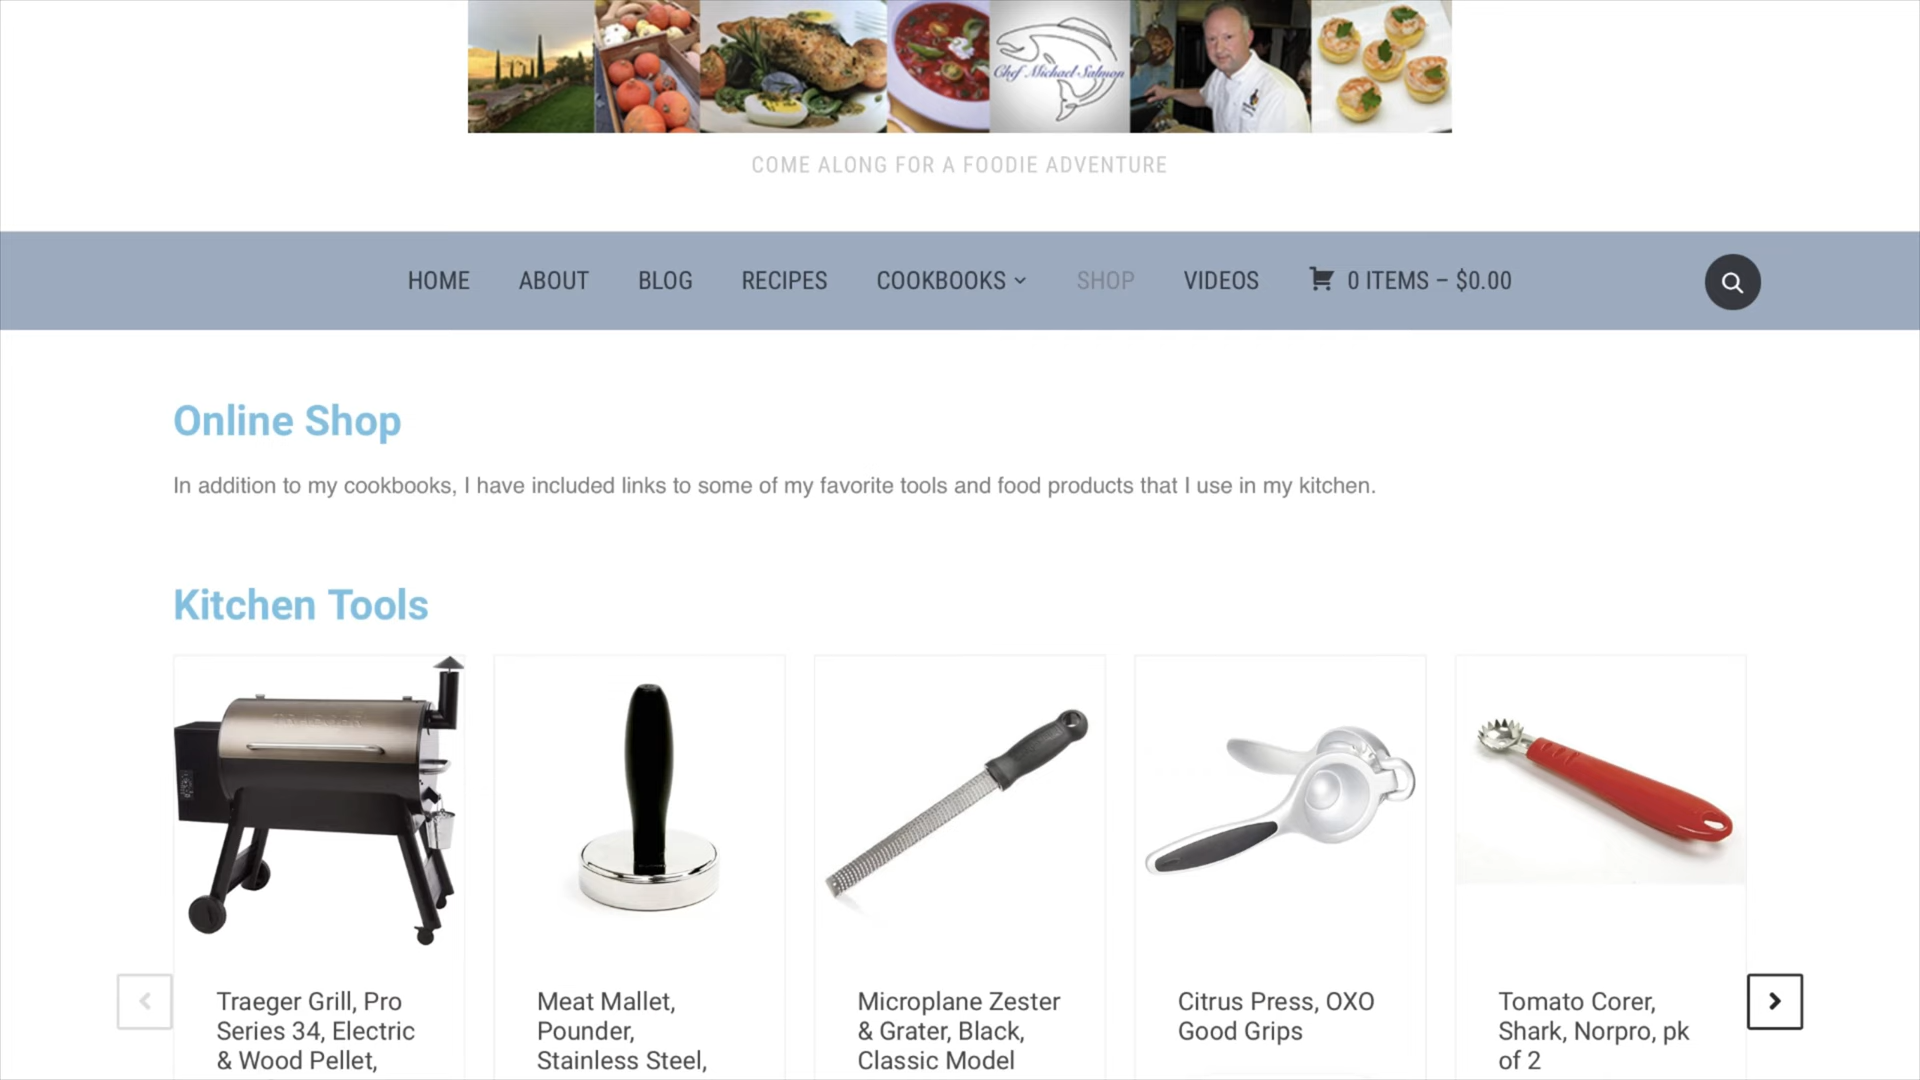 Chef Michael Salmon
COME ALONG FOR A FOODIE ADVENTURE
HOME ABOUT BLOG RECIPES COOKBOOKS SHOP VIDEOS 0 ITEMS – $0.00
Online Shop
In addition to my cookbooks, I have included links to some of my favorite tools and food products that I use in my kitchen.
Kitchen Tools
TRAEGER
Traeger Grill, Pro
Series 34, Electric
& Wood Pellet,
Meat Mallet,
Pounder,
Stainless Steel,
Microplane Zester
& Grater, Black,
Classic Model
Citrus Press, OXO
Good Grips
Tomato Corer,
Shark, Norpro, pk
of 2